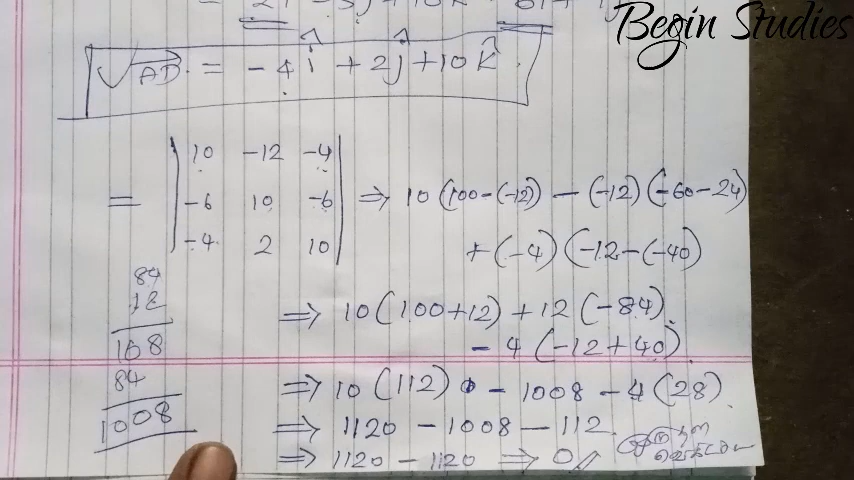 Begin Studies
√AD = -4î + 2ĵ + 10k̂.
= | 10 -12 -4 |
| -6 10 -6 | ⇒ 10 (100-(-12)) - (-12) (-60-24)
| -4 2 10 | + (-4) (-12-(-40))
84
12
168
84
1008
⇒ 10 (100+12) + 12 (-84)
- 4 (-12+40)
⇒ 10 (112) - 1008 - 4 (28).
⇒ 1120 - 1008 - 112
⇒ 1120 - 1120 ⇒ 0//